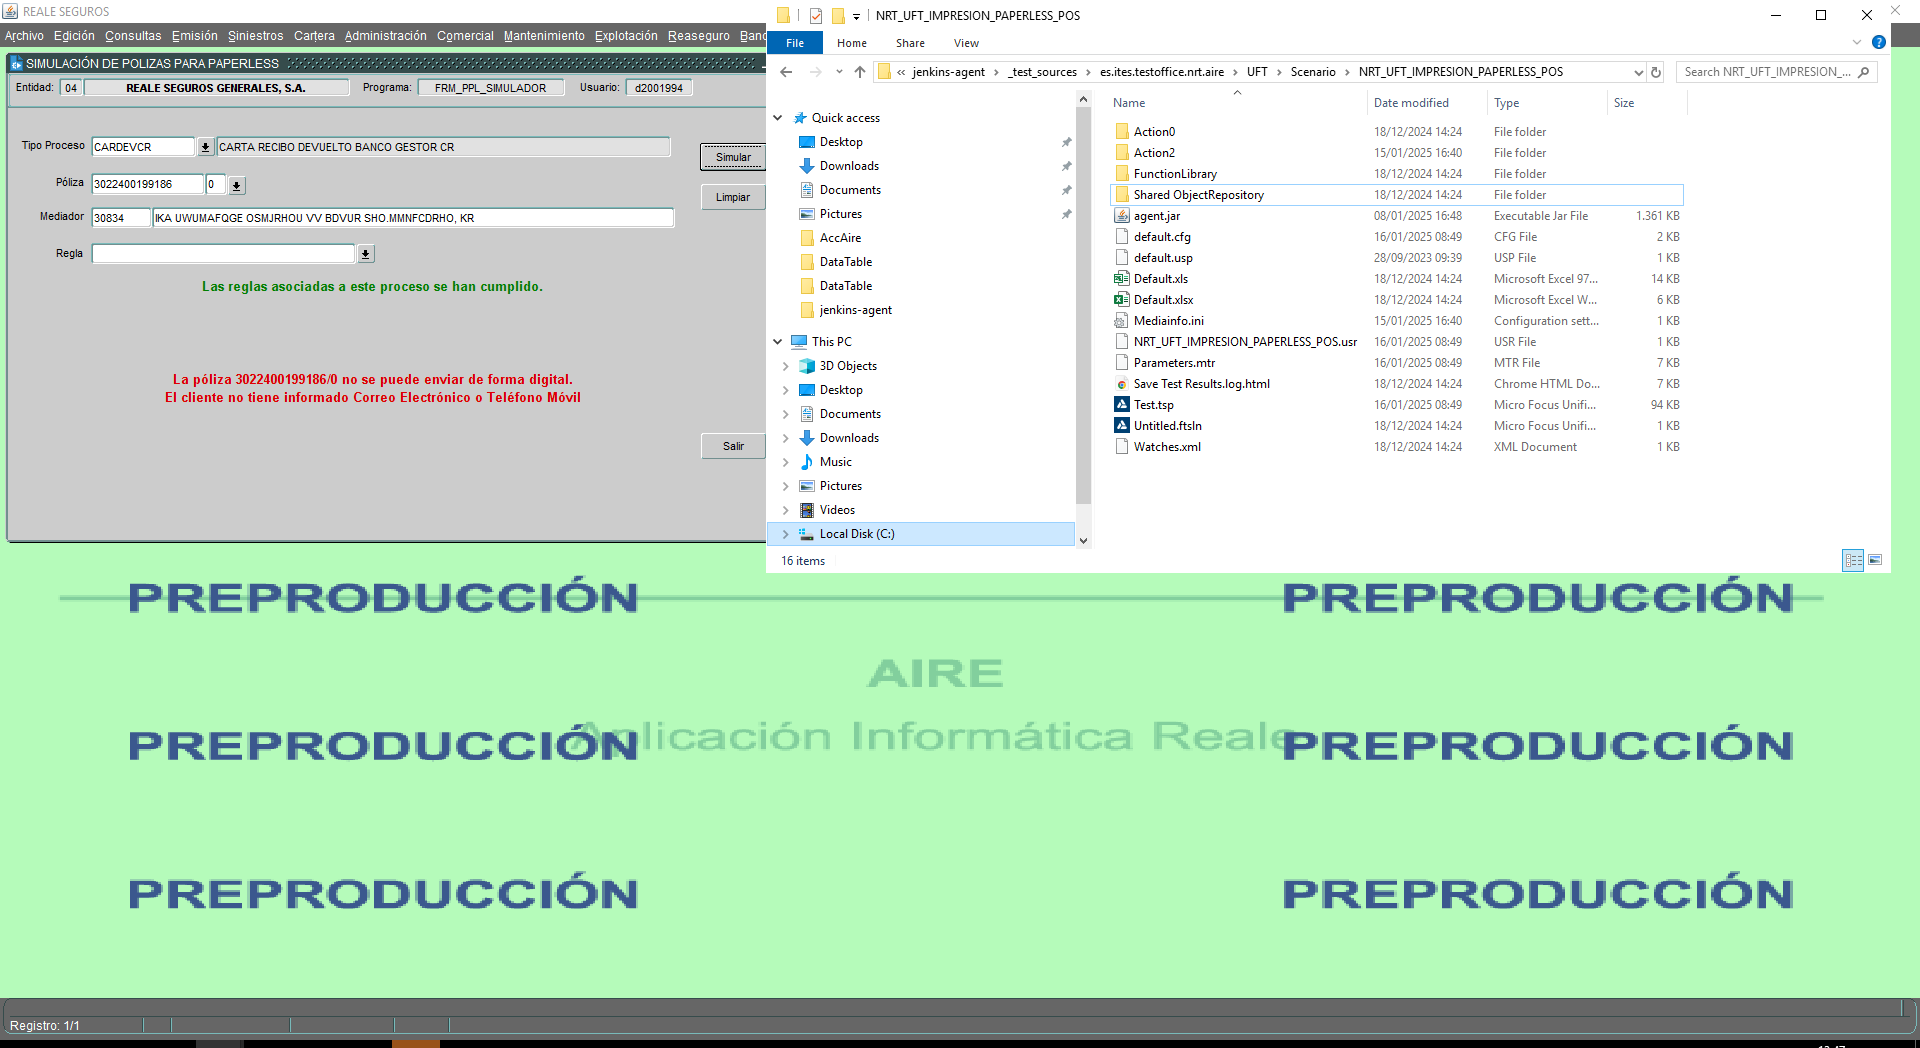 REALE SEGUROS
Archivo Edición Consultas Emisión Siniestros Cartera Administración Comercial Mantenimiento Explotación Reaseguro Banc
SIMULACIÓN DE POLIZAS PARA PAPERLESS
Entidad: 04 REALE SEGUROS GENERALES, S.A. Programa: FRM_PPL_SIMULADOR Usuario: d2001994
Tipo Proceso CARDEVCR CARTA RECIBO DEVUELTO BANCO GESTOR CR
Simular
Póliza 3022400199186 0
Limpiar
Mediador 30834 IKA UWUMAFQGE OSMJRHOU VV BDVUR SHO.MMNFCDRHO, KR
Regla
Las reglas asociadas a este proceso se han cumplido.
La póliza 3022400199186/0 no se puede enviar de forma digital.
El cliente no tiene informado Correo Electrónico o Teléfono Móvil
Salir
NRT_UFT_IMPRESION_PAPERLESS_POS
File Home Share View
« jenkins-agent › _test_sources › es.ites.testoffice.nrt.aire › UFT › Scenario › NRT_UFT_IMPRESION_PAPERLESS_POS
Search NRT_UFT_IMPRESION_...
Quick access
Desktop
Downloads
Documents
Pictures
AccAire
DataTable
DataTable
jenkins-agent
This PC
3D Objects
Desktop
Documents
Downloads
Music
Pictures
Videos
Local Disk (C:)
Name Date modified Type Size
Action0 18/12/2024 14:24 File folder
Action2 15/01/2025 16:40 File folder
FunctionLibrary 18/12/2024 14:24 File folder
Shared ObjectRepository 18/12/2024 14:24 File folder
agent.jar 08/01/2025 16:48 Executable Jar File 1.361 KB
default.cfg 16/01/2025 08:49 CFG File 2 KB
default.usp 28/09/2023 09:39 USP File 1 KB
Default.xls 18/12/2024 14:24 Microsoft Excel 97... 14 KB
Default.xlsx 18/12/2024 14:24 Microsoft Excel W... 6 KB
Mediainfo.ini 15/01/2025 16:40 Configuration sett... 1 KB
NRT_UFT_IMPRESION_PAPERLESS_POS.usr 16/01/2025 08:49 USR File 1 KB
Parameters.mtr 16/01/2025 08:49 MTR File 7 KB
Save Test Results.log.html 18/12/2024 14:24 Chrome HTML Do... 7 KB
Test.tsp 16/01/2025 08:49 Micro Focus Unifi... 94 KB
Untitled.ftsln 18/12/2024 14:24 Micro Focus Unifi... 1 KB
Watches.xml 18/12/2024 14:24 XML Document 1 KB
16 items
PREPRODUCCIÓN PREPRODUCCIÓN
AIRE
PREPRODUCCIÓN Aplicación Informática Reale PREPRODUCCIÓN
PREPRODUCCIÓN PREPRODUCCIÓN
Registro: 1/1